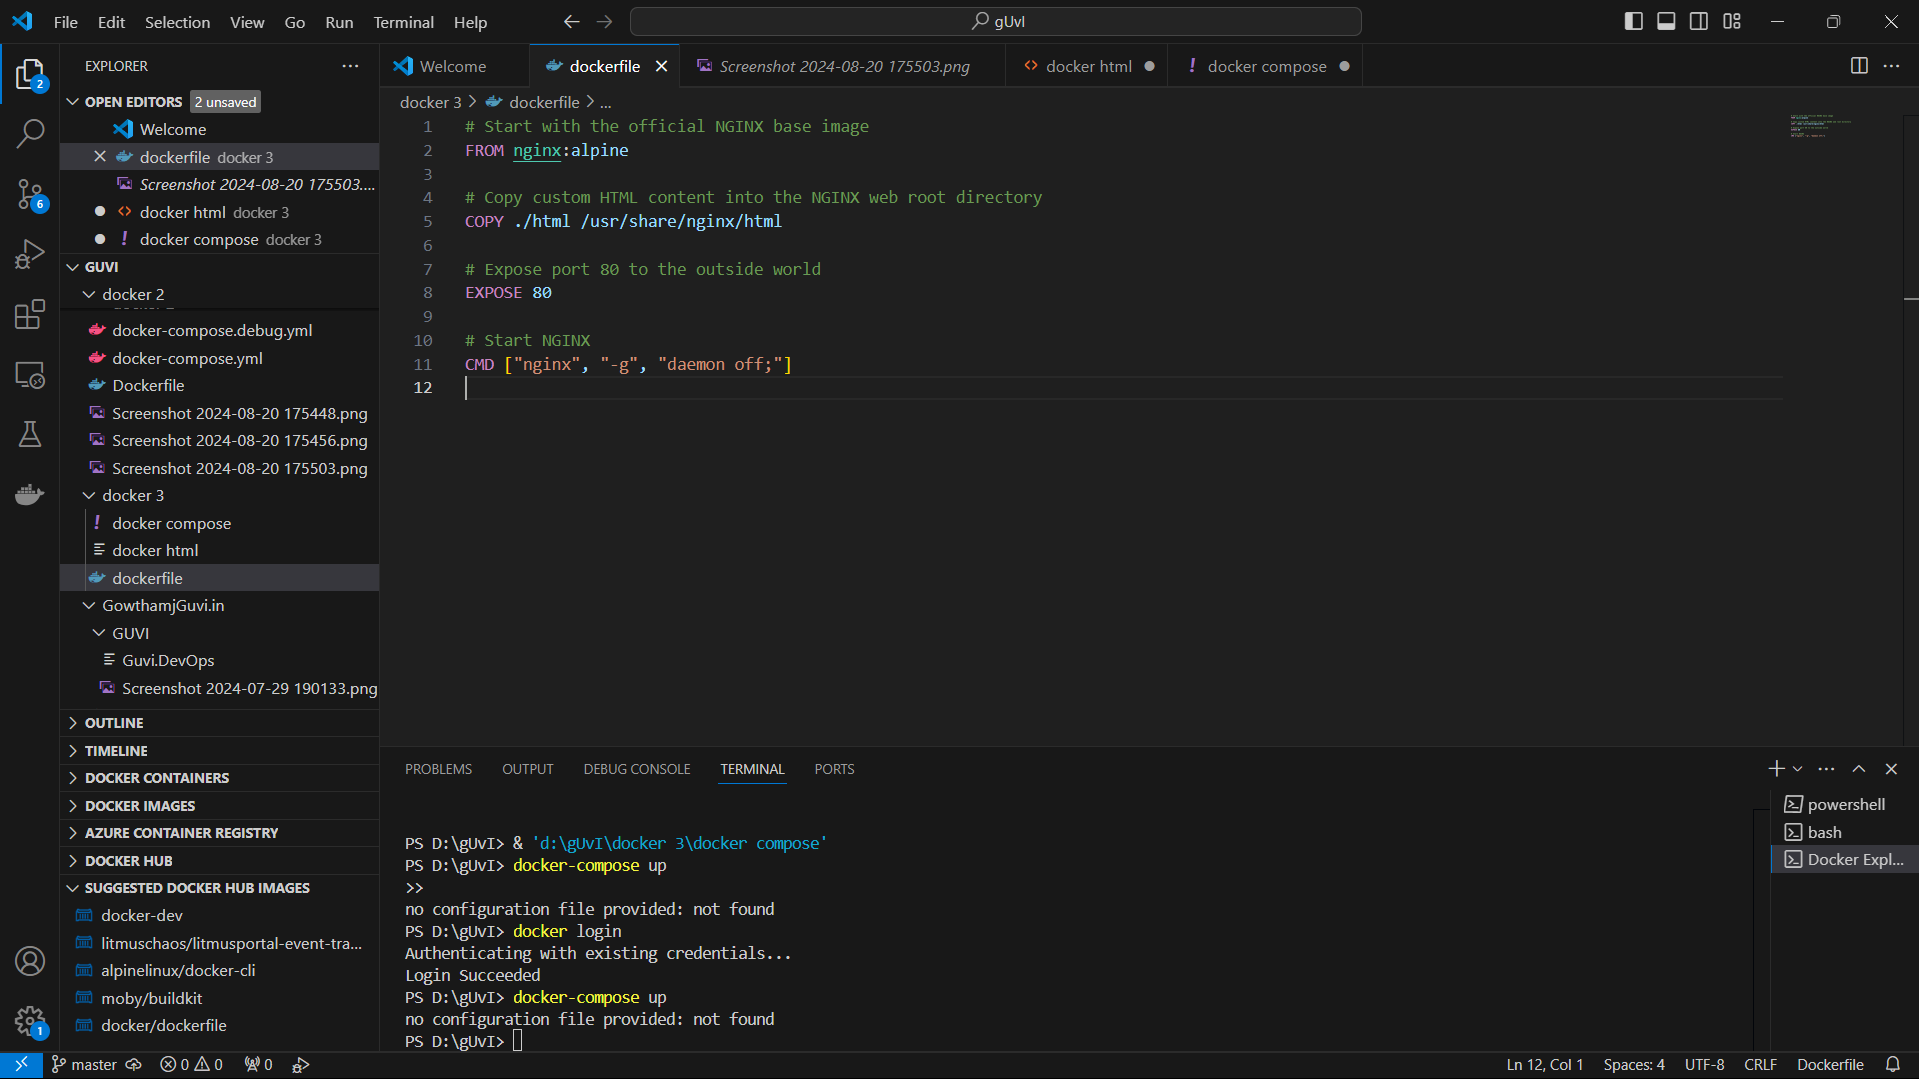 File Edit Selection View Go Run Terminal Help
gUvI
EXPLORER
OPEN EDITORS 2 unsaved
Welcome
dockerfile docker 3
Screenshot 2024-08-20 175503....
docker html docker 3
docker compose docker 3
GUVI
docker 2
docker-compose.debug.yml
docker-compose.yml
Dockerfile
Screenshot 2024-08-20 175448.png
Screenshot 2024-08-20 175456.png
Screenshot 2024-08-20 175503.png
docker 3
docker compose
docker html
dockerfile
GowthamjGuvi.in
GUVI
Guvi.DevOps
Screenshot 2024-07-29 190133.png
OUTLINE
TIMELINE
DOCKER CONTAINERS
DOCKER IMAGES
AZURE CONTAINER REGISTRY
DOCKER HUB
SUGGESTED DOCKER HUB IMAGES
docker-dev
litmuschaos/litmusportal-event-tra...
alpinelinux/docker-cli
moby/buildkit
docker/dockerfile
2
6
1
Welcome dockerfile Screenshot 2024-08-20 175503.png docker html docker compose
docker 3 > dockerfile > ...
1 # Start with the official NGINX base image
2 FROM nginx:alpine
3
4 # Copy custom HTML content into the NGINX web root directory
5 COPY ./html /usr/share/nginx/html
6
7 # Expose port 80 to the outside world
8 EXPOSE 80
9
10 # Start NGINX
11 CMD ["nginx", "-g", "daemon off;"]
12
PROBLEMS OUTPUT DEBUG CONSOLE TERMINAL PORTS
PS D:\gUvI> & 'd:\gUvI\docker 3\docker compose'
PS D:\gUvI> docker-compose up
>>
no configuration file provided: not found
PS D:\gUvI> docker login
Authenticating with existing credentials...
Login Succeeded
PS D:\gUvI> docker-compose up
no configuration file provided: not found
PS D:\gUvI>
powershell
bash
Docker Expl...
master 0 0 0
Ln 12, Col 1 Spaces: 4 UTF-8 CRLF Dockerfile